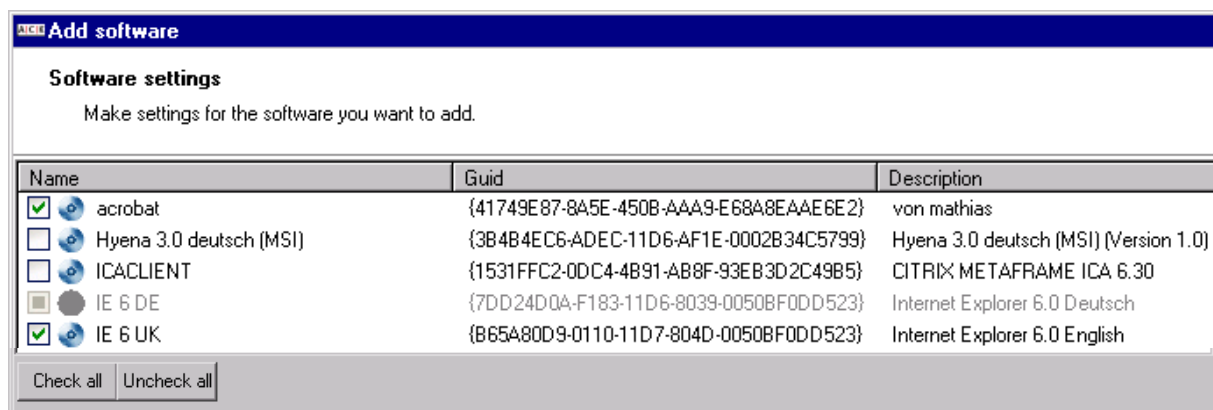 Add software
Software settings
Make settings for the software you want to add.
Name Guid Description
acrobat {41749E87-8A5E-450B-AAA9-E68A8EAAE6E2} von mathias
Hyena 3.0 deutsch (MSI) {3B4B4EC6-ADEC-11D6-AF1E-0002B34C5799} Hyena 3.0 deutsch (MSI) (Version 1.0)
ICACLIENT {1531FFC2-0DC4-4B91-AB8F-93EB3D2C49B5} CITRIX METAFRAME ICA 6.30
IE 6 DE {7DD24D0A-F183-11D6-8039-0050BF0DD523} Internet Explorer 6.0 Deutsch
IE 6 UK {B65A80D9-0110-11D7-804D-0050BF0DD523} Internet Explorer 6.0 English
Check all Uncheck all